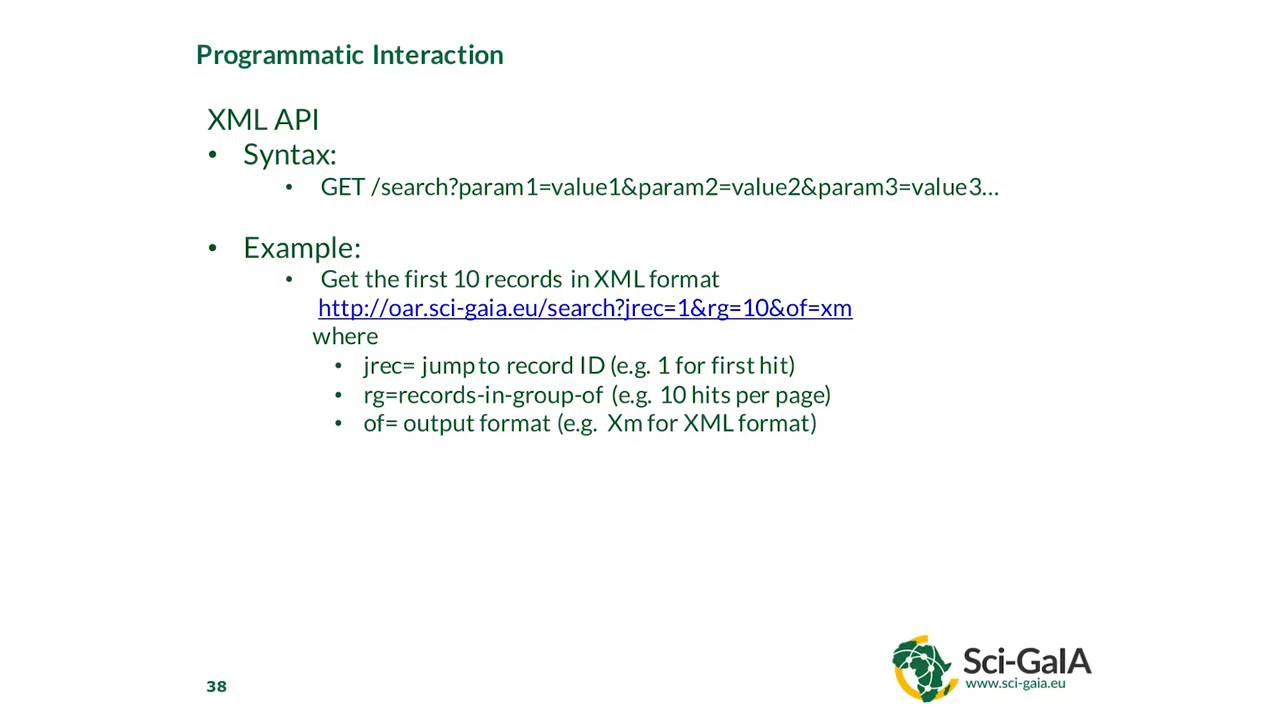 Programmatic Interaction
XML API
• Syntax:
• GET /search?param1=value1&param2=value2&param3=value3...
• Example:
• Get the first 10 records in XML format
http://oar.sci-gaia.eu/search?jrec=1&rg=10&of=xm
where
• jrec= jump to record ID (e.g. 1 for first hit)
• rg=records-in-group-of (e.g. 10 hits per page)
• of= output format (e.g. Xm for XML format)
Sci-GaIA
www.sci-gaia.eu
38